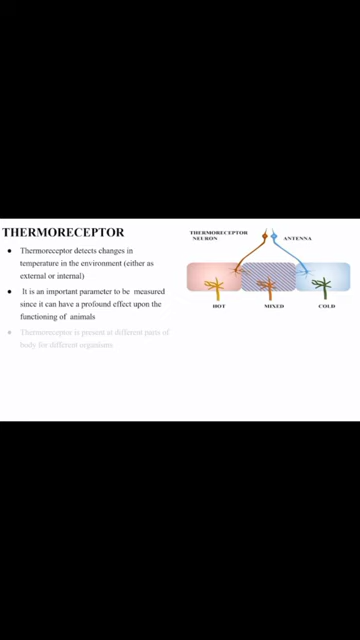 THERMORECEPTOR
● Thermoreceptor detects changes in
temperature in the environment (either as
external or internal)
● It is an important parameter to be measured
since it can have a profound effect upon the
functioning of animals
● Thermoreceptor is present at different parts of
body for different organisms
THERMORECEPTOR
NEURON
ANTENNA
HOT
MIXED
COLD